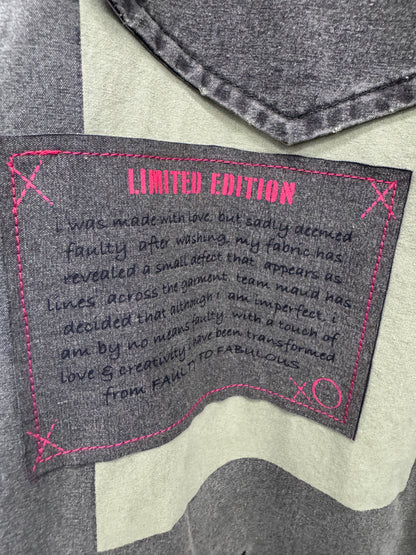 LIMITED EDITION
i was made with love, but sadly deemed
faulty after washing, my fabric has
revealed a small defect that appears as
lines across the garment. team maud has
decided that although i am imperfect, i
am by no means faulty. with a touch of
love & creativity, i have been transformed
from FAULTY TO FABULOUS
XO